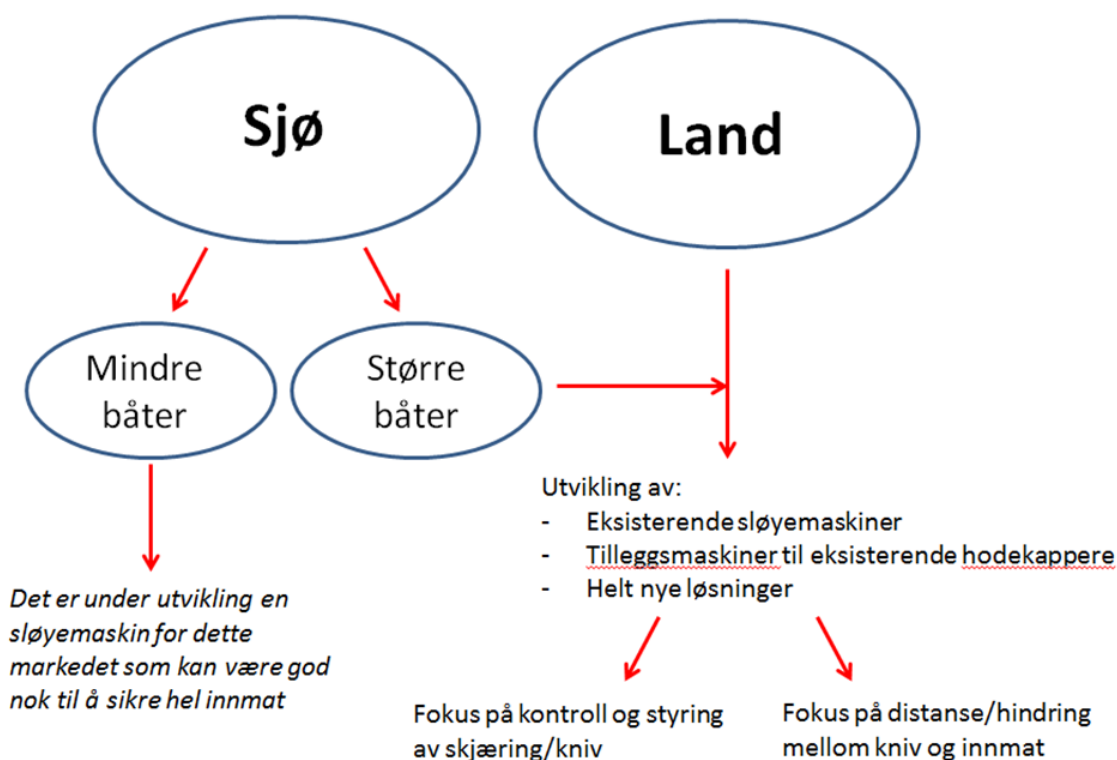 Sjø
Land
Mindre
båter
Større
båter
Utvikling av:
- Eksisterende sløyemaskiner
- Tilleggsmaskiner til eksisterende hodekappere
- Helt nye løsninger
Det er under utvikling en
sløyemaskin for dette
markedet som kan være god
nok til å sikre hel innmat
Fokus på kontroll og styring
av skjæring/kniv
Fokus på distanse/hindring
mellom kniv og innmat